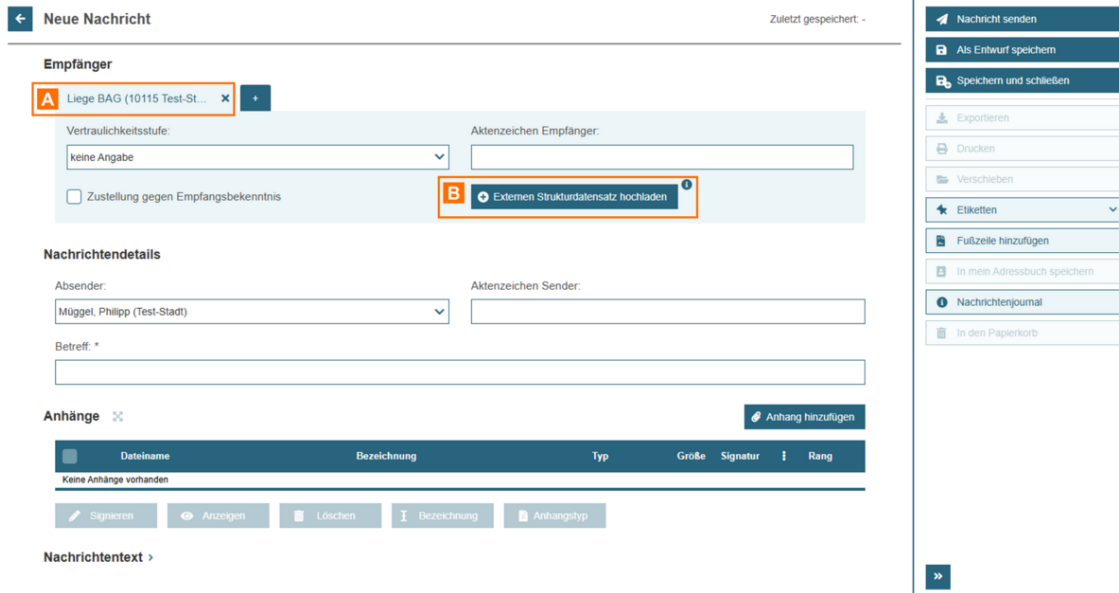 Neue Nachricht
Zuletzt gespeichert: -
Empfänger
A Liege BAG (10115 Test-St... × +
Vertraulichkeitsstufe: Aktenzeichen Empfänger:
keine Angabe
Zustellung gegen Empfangsbekenntnis
B Externen Strukturdatensatz hochladen
Nachrichtendetails
Absender: Aktenzeichen Sender:
Müggel, Philipp (Test-Stadt)
Betreff: *
Anhänge
Anhang hinzufügen
Dateiname Bezeichnung Typ Größe Signatur Rang
Keine Anhänge vorhanden
Signieren Anzeigen Löschen Bezeichnung Anhangstyp
Nachrichtentext >
Nachricht senden
Als Entwurf speichern
Speichern und schließen
Exportieren
Drucken
Verschieben
Etiketten
Fußzeile hinzufügen
In mein Adressbuch speichern
Nachrichtenjournal
In den Papierkorb
»